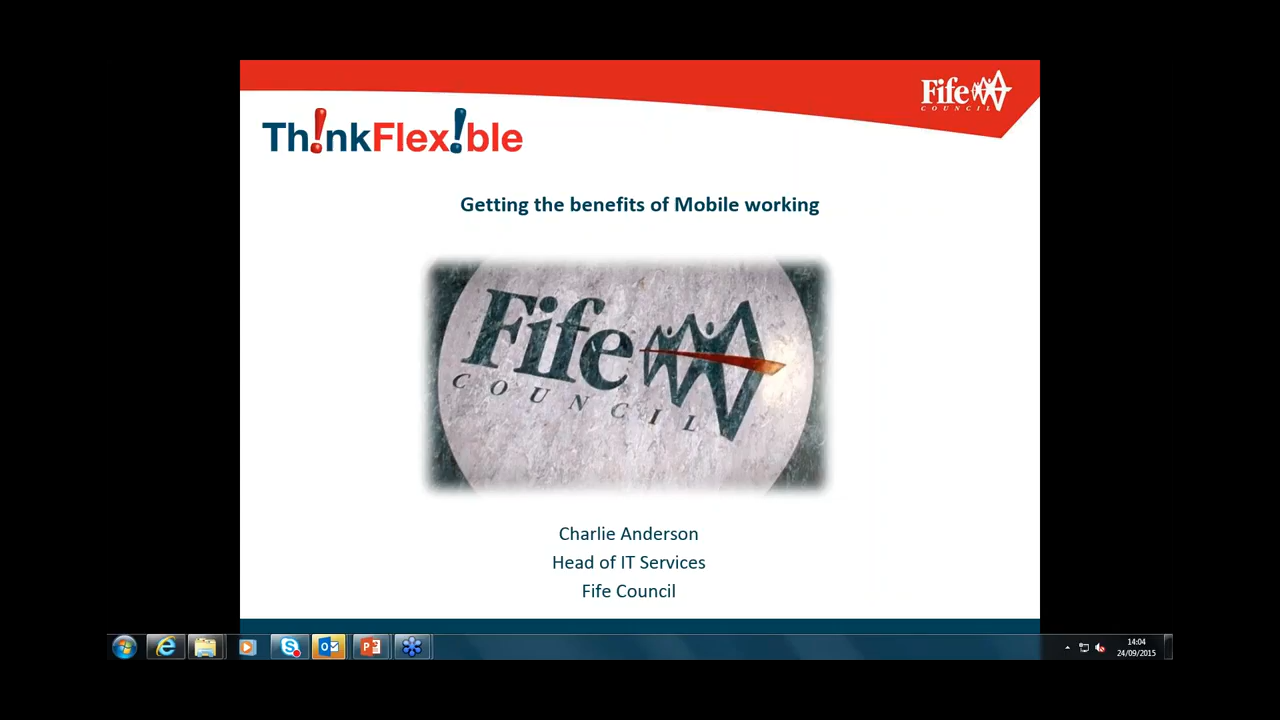 Fife
COUNCIL
Th!nkFlex!ble
Getting the benefits of Mobile working
Fife
COUNCIL
Charlie Anderson
Head of IT Services
Fife Council
14:04
24/09/2015